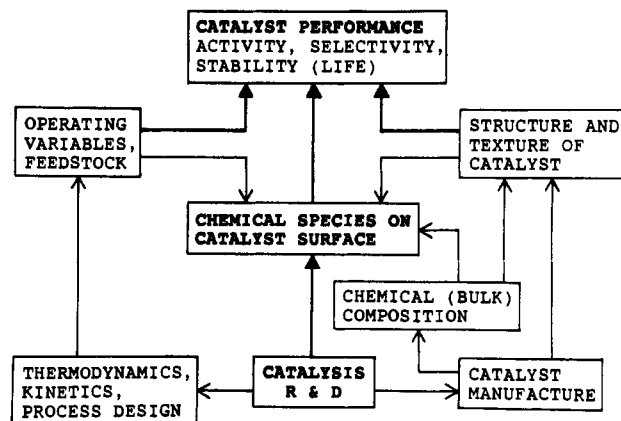 CATALYST PERFORMANCE
ACTIVITY, SELECTIVITY,
STABILITY (LIFE)
OPERATING
VARIABLES,
FEEDSTOCK
STRUCTURE AND
TEXTURE OF
CATALYST
CHEMICAL SPECIES ON
CATALYST SURFACE
CHEMICAL (BULK)
COMPOSITION
THERMODYNAMICS,
KINETICS,
PROCESS DESIGN
CATALYSIS
R & D
CATALYST
MANUFACTURE